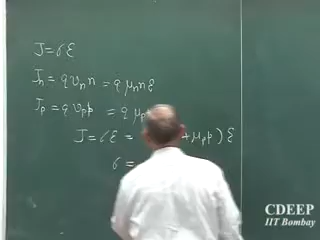 J = σ ℰ
Jₙ = q vₙ n = q μₙ n ℰ
Jₚ = q vₚ p = q μₚ
J = σ ℰ = + μₚ p ) ℰ
σ =
CDEEP
IIT Bombay